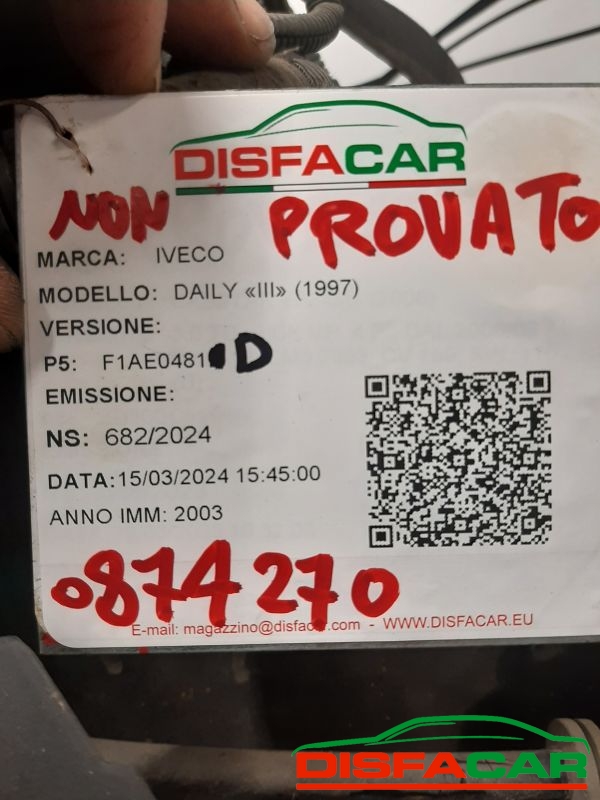 DISFACAR
NON PROVATO
MARCA: IVECO
MODELLO: DAILY «III» (1997)
VERSIONE:
P5: F1AE0481 D
EMISSIONE:
NS: 682/2024
DATA:15/03/2024 15:45:00
ANNO IMM: 2003
0874270
E-mail: magazzino@disfacar.com - WWW.DISFACAR.EU
DISFACAR